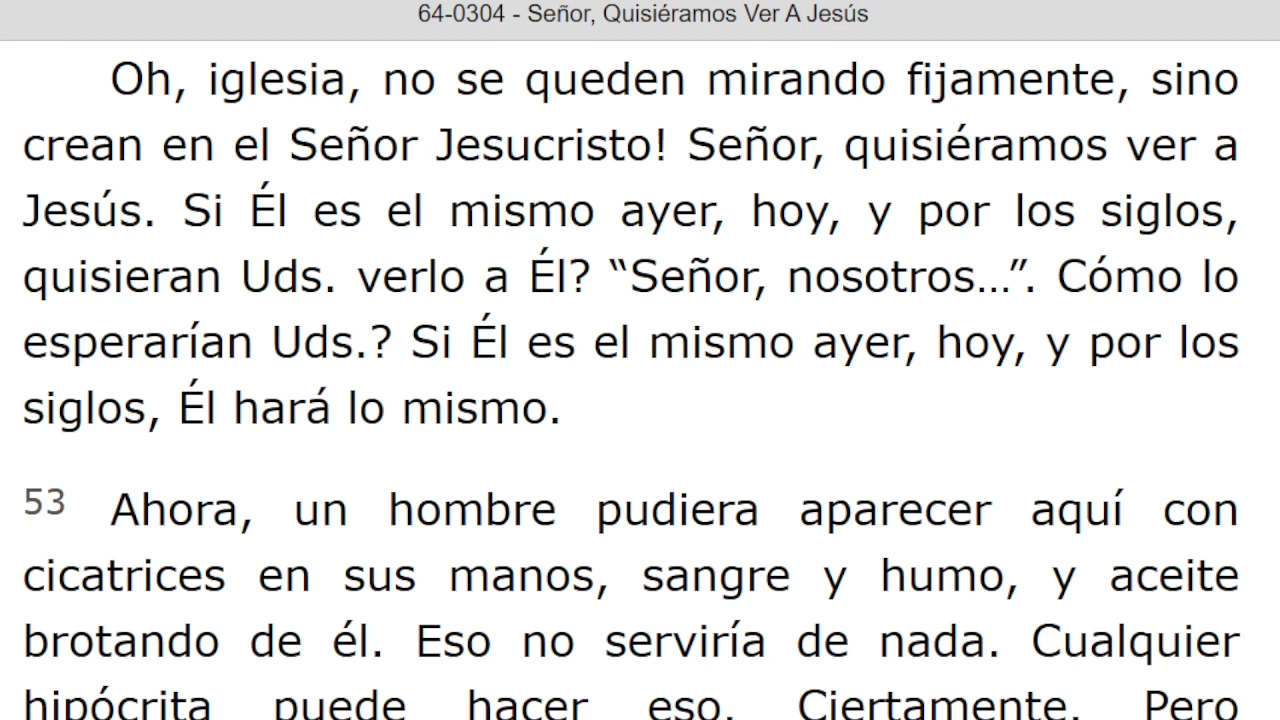 64-0304 - Señor, Quisiéramos Ver A Jesús
Oh, iglesia, no se queden mirando fijamente, sino
crean en el Señor Jesucristo! Señor, quisiéramos ver a
Jesús. Si Él es el mismo ayer, hoy, y por los siglos,
quisieran Uds. verlo a Él? “Señor, nosotros…”. Cómo lo
esperarían Uds.? Si Él es el mismo ayer, hoy, y por los
siglos, Él hará lo mismo.
53 Ahora, un hombre pudiera aparecer aquí con
cicatrices en sus manos, sangre y humo, y aceite
brotando de él. Eso no serviría de nada. Cualquier
hipócrita puede hacer eso. Ciertamente. Pero